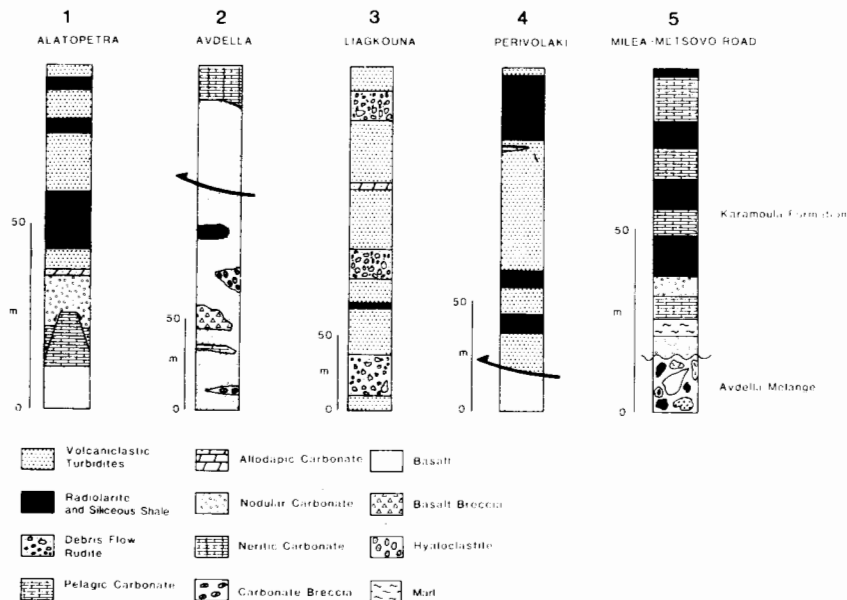 1 2 3 4 5
ALATOPETRA AVDELLA LIAGKOUNA PERIVOLAKI MILEA-METSOVO ROAD
50
m
0
50
m
0
50
m
0
50
m
0
50
m
0
Karamoula Formation
Avdella Melange
Volcaniclastic
Turbidites
Allodapic Carbonate
Basalt
Radiolarite
and Siliceous Shale
Nodular Carbonate
Basalt Breccia
Debris Flow
Rudite
Neritic Carbonate
Hyaloclastite
Pelagic Carbonate
Carbonate Breccia
Marl